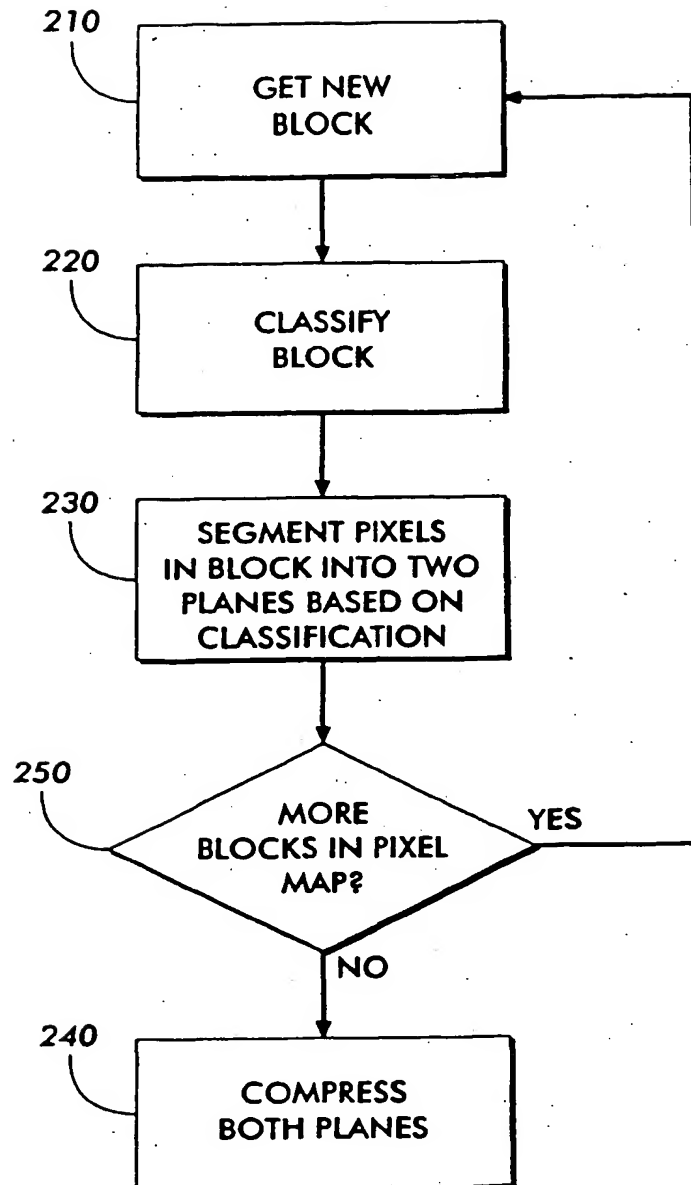 210
GET NEW
BLOCK
220
CLASSIFY
BLOCK
230
SEGMENT PIXELS
IN BLOCK INTO TWO
PLANES BASED ON
CLASSIFICATION
250
MORE
BLOCKS IN PIXEL
MAP?
YES
NO
240
COMPRESS
BOTH PLANES